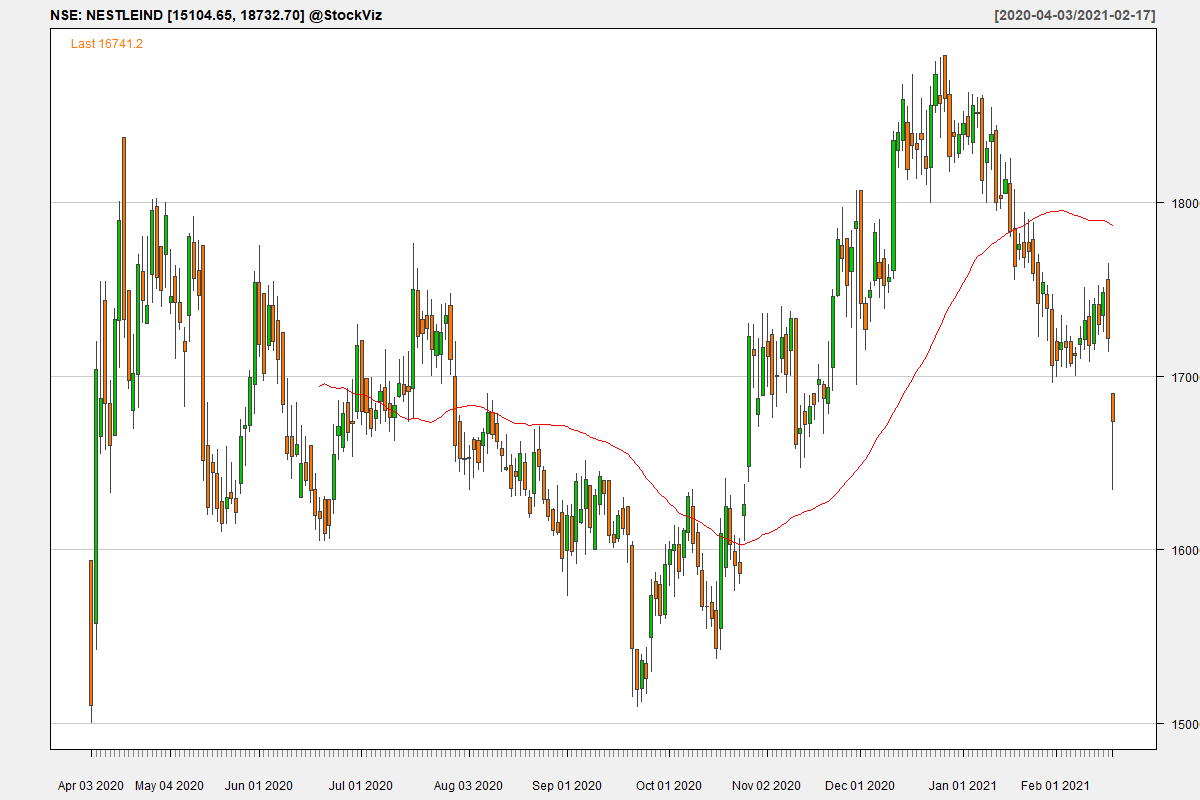 NSE: NESTLEIND [15104.65, 18732.70] @StockViz [2020-04-03/2021-02-17]
Last 16741.2
1800
1700
1600
1500
Apr 03 2020 May 04 2020 Jun 01 2020 Jul 01 2020 Aug 03 2020 Sep 01 2020 Oct 01 2020 Nov 02 2020 Dec 01 2020 Jan 01 2021 Feb 01 2021